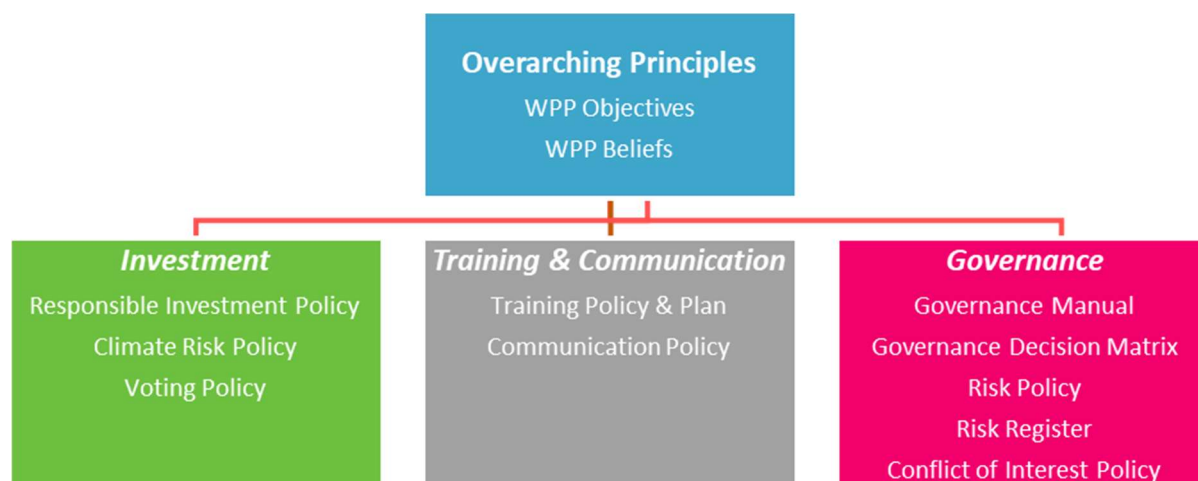 Overarching Principles
WPP Objectives
WPP Beliefs
Investment
Responsible Investment Policy
Climate Risk Policy
Voting Policy
Training & Communication
Training Policy & Plan
Communication Policy
Governance
Governance Manual
Governance Decision Matrix
Risk Policy
Risk Register
Conflict of Interest Policy